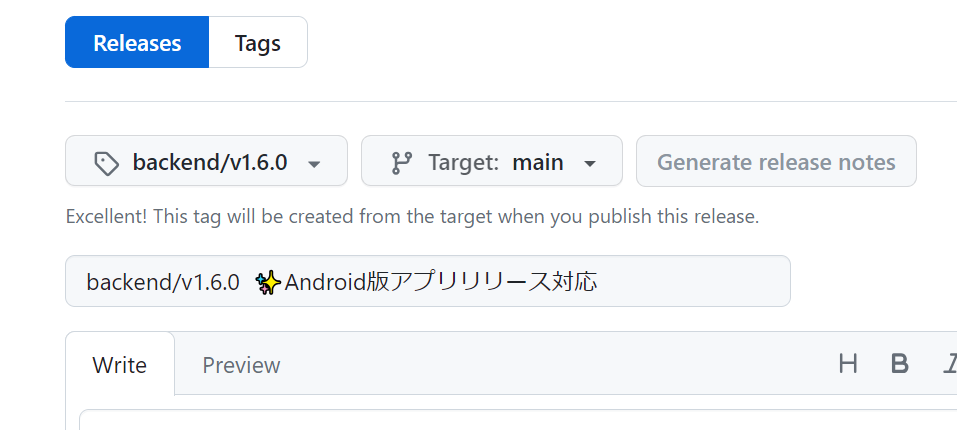 Releases Tags
backend/v1.6.0 Target: main Generate release notes
Excellent! This tag will be created from the target when you publish this release.
backend/v1.6.0 ✨Android版アプリリリース対応
Write Preview H B I